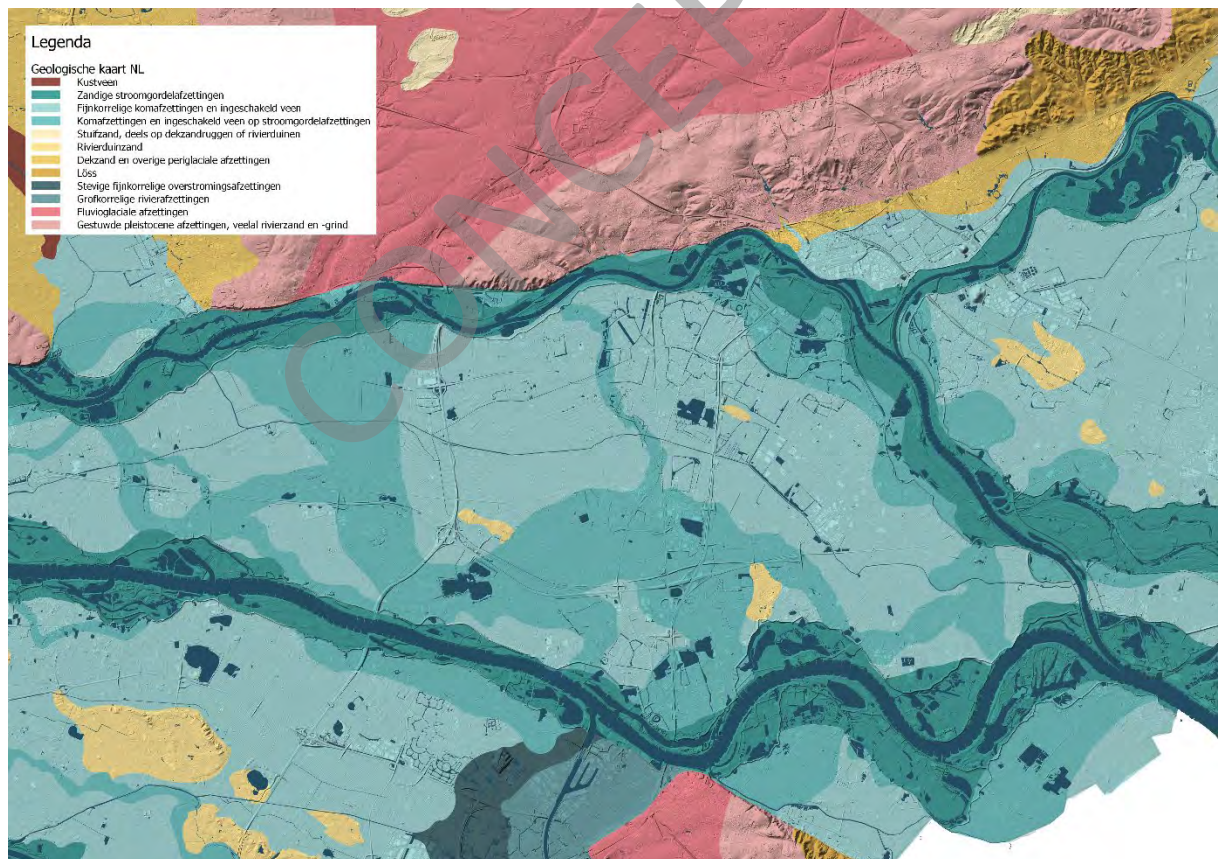 Legenda
Geologische kaart NL
Kustveen
Zandige stroomgordelafzettingen
Fijnkorrelige komafzettingen en ingeschakeld veen
Komafzettingen en ingeschakeld veen op stroomgordelafzettingen
Stuifzand, deels op dekzandruggen of rivierduinen
Rivierduinzand
Dekzand en overige periglaciale afzettingen
Löss
Stevige fijnkorrelige overstromingsafzettingen
Grofkorrelige rivierafzettingen
Fluvioglaciale afzettingen
Gestuwde pleistocene afzettingen, veelal rivierzand en -grind
CONCEP